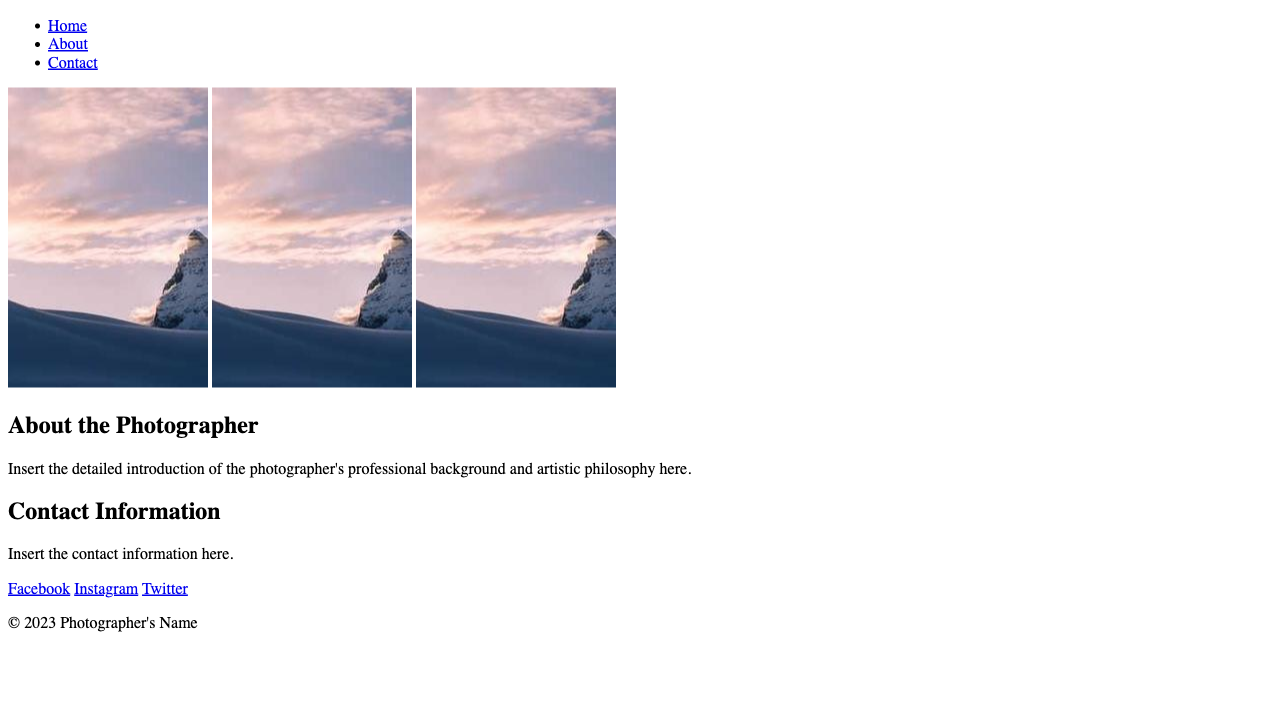 Home
About
Contact
About the Photographer
Insert the detailed introduction of the photographer's professional background and artistic philosophy here.
Contact Information
Insert the contact information here.
Facebook Instagram Twitter
© 2023 Photographer's Name